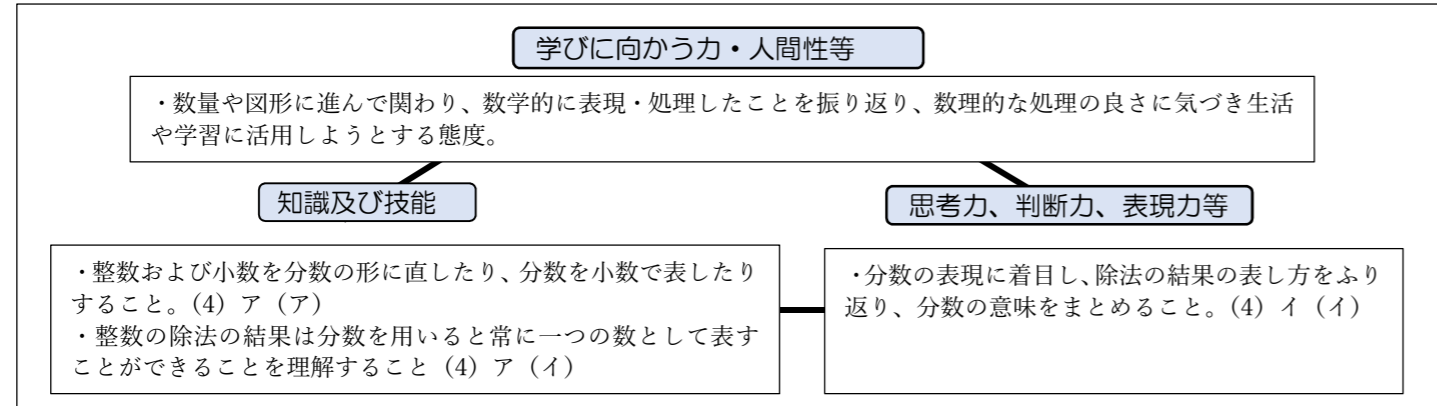 学びに向かう力・人間性等
・数量や図形に進んで関わり、数学的に表現・処理したことを振り返り、数理的な処理の良さに気づき生活
や学習に活用しようとする態度。
知識及び技能
・整数および小数を分数の形に直したり、分数を小数で表したり
すること。(4) ア (ア)
・整数の除法の結果は分数を用いると常に一つの数として表す
ことができることを理解すること (4) ア (イ)
思考力、判断力、表現力等
・分数の表現に着目し、除法の結果の表し方をふり
返り、分数の意味をまとめること。(4) イ (イ)